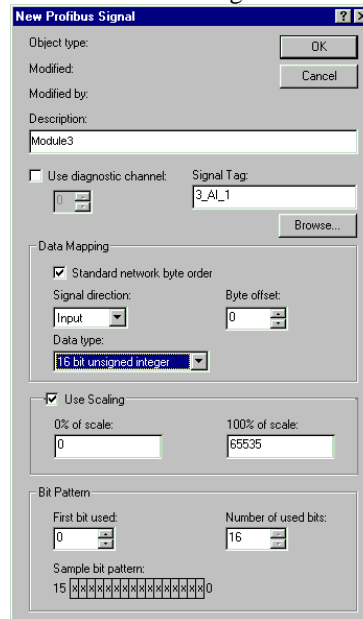 New Profibus Signal
Object type:
OK
Modified:
Cancel
Modified by:
Description:
Module3
Use diagnostic channel:
Signal Tag:
0
3_AI_1
Browse...
Data Mapping
Standard network byte order
Signal direction:
Byte offset:
Input
0
Data type:
16 bit unsigned integer
Use Scaling
0% of scale:
100% of scale:
0
65535
Bit Pattern
First bit used:
Number of used bits:
0
16
Sample bit pattern:
15 xxxxxxxxxxxxxxxx 0